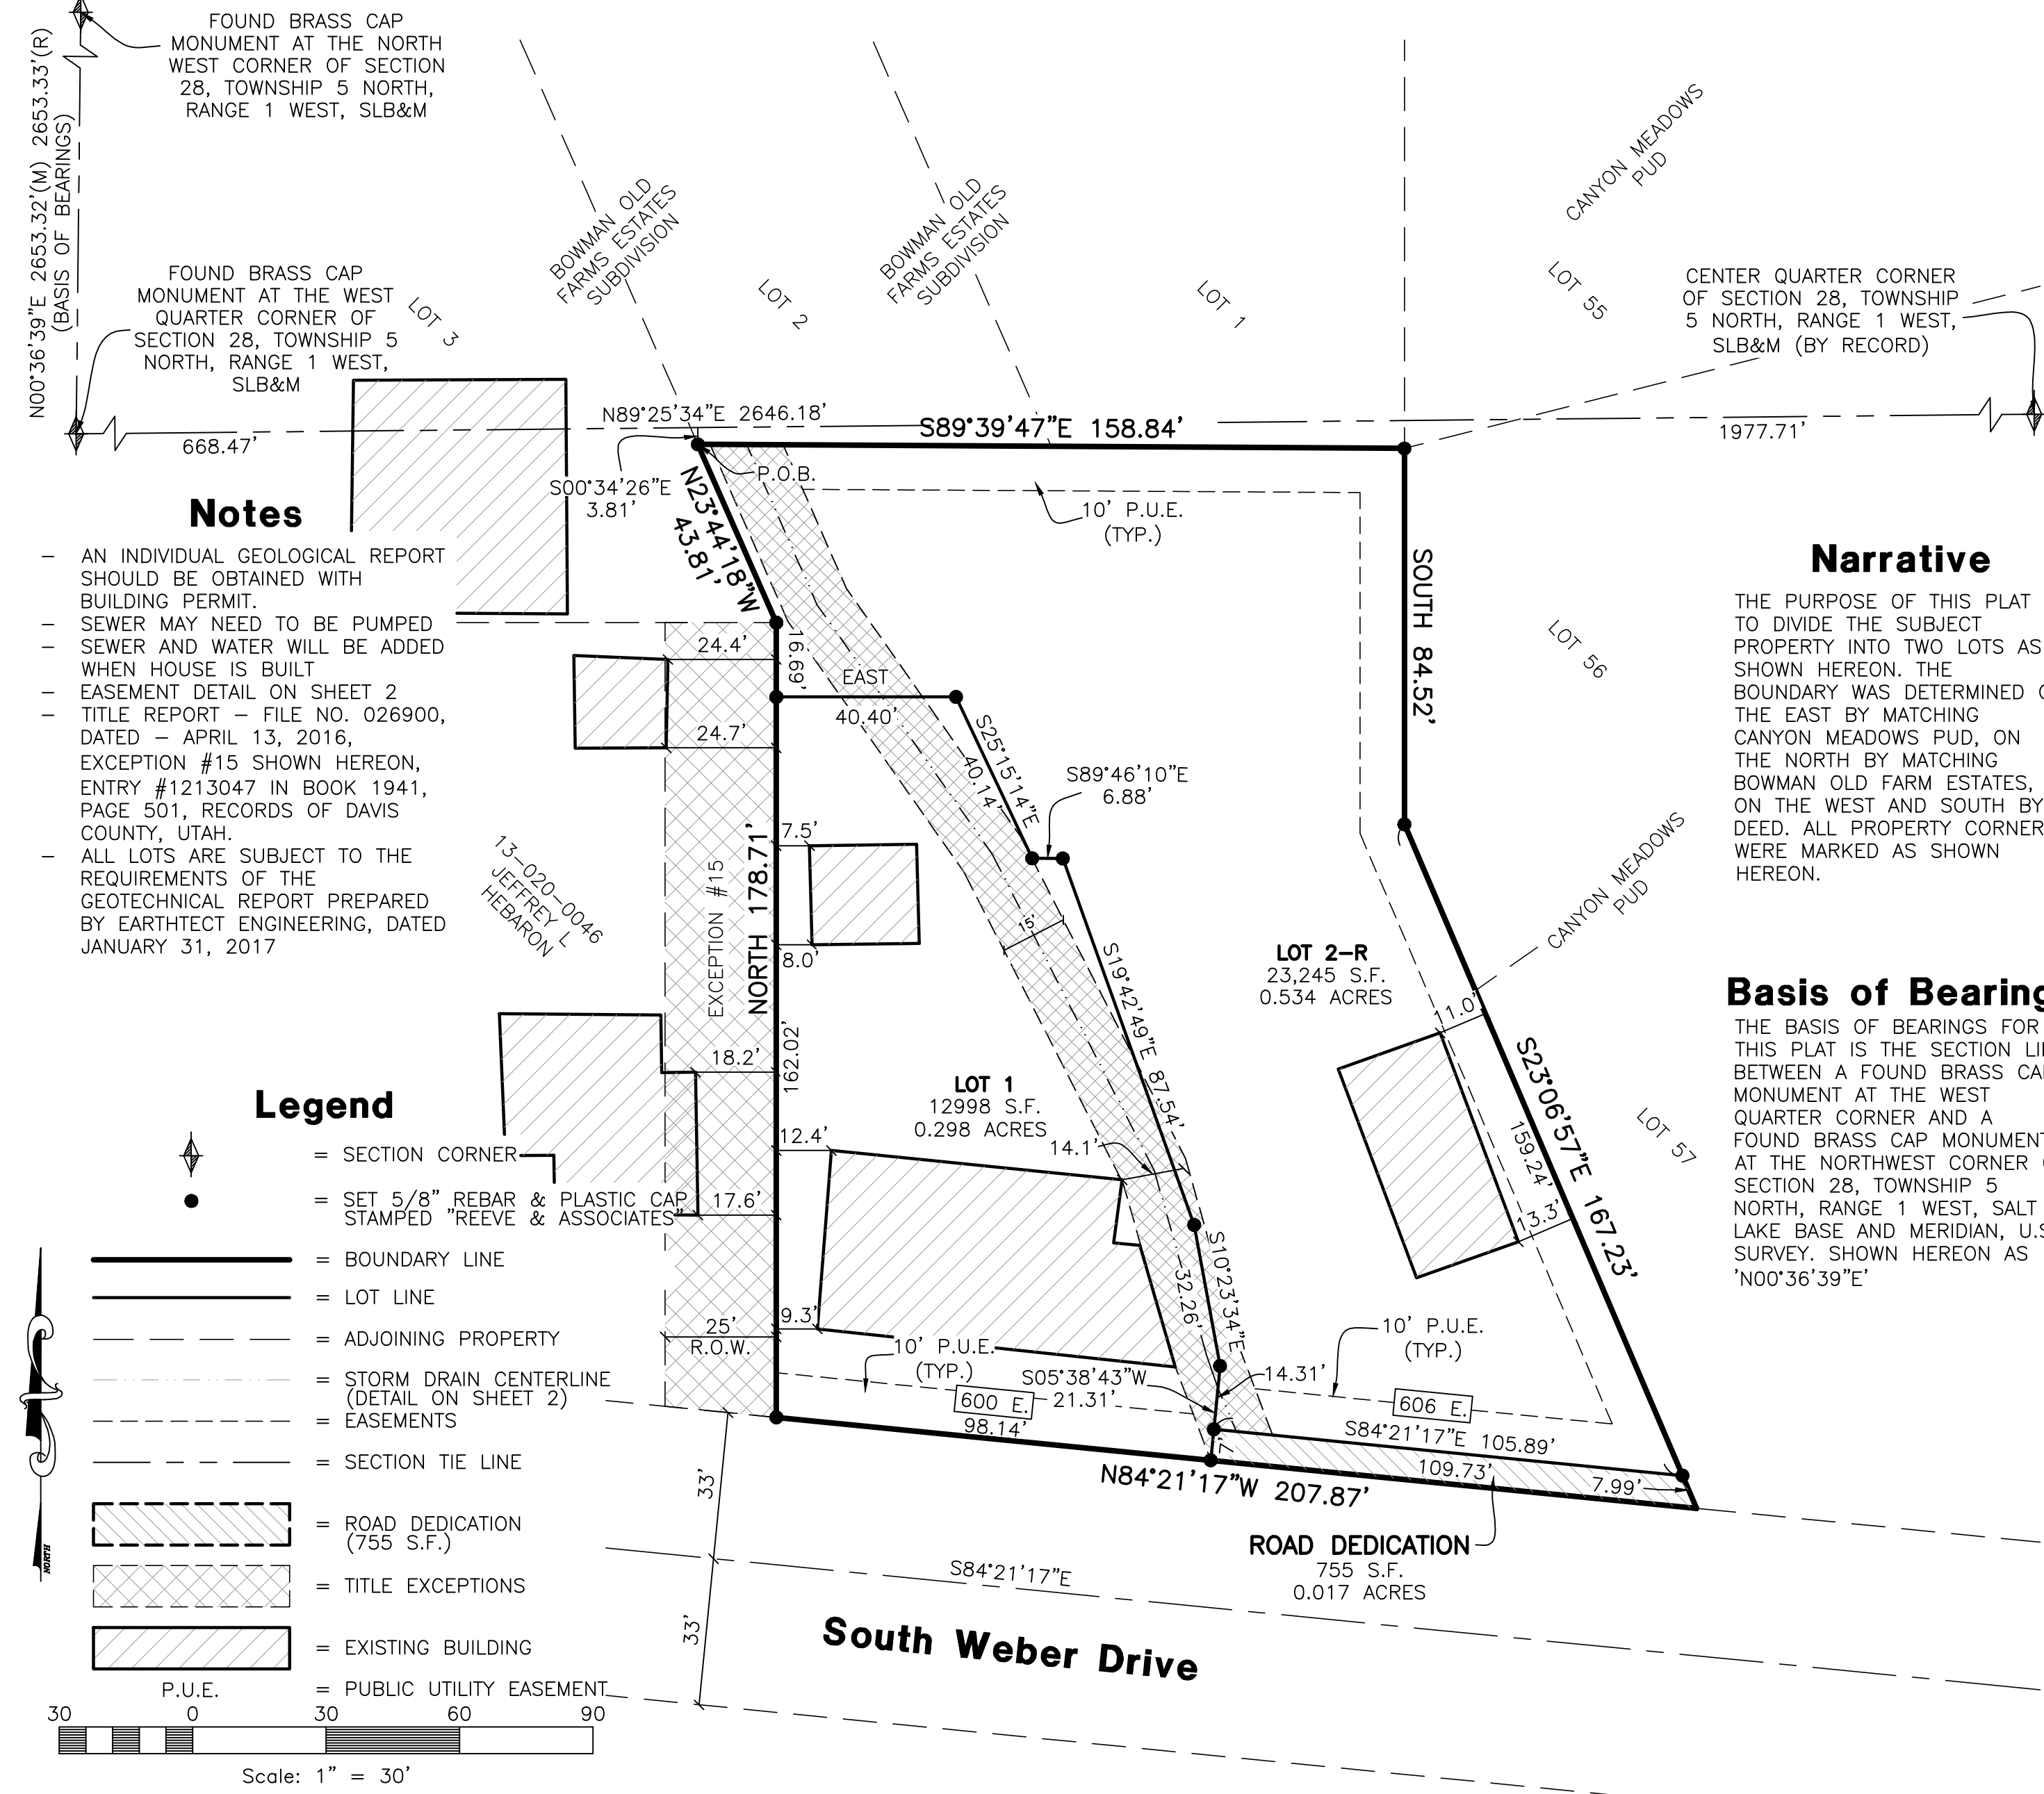 FOUND BRASS CAP
MONUMENT AT THE NORTH
WEST CORNER OF SECTION
28, TOWNSHIP 5 NORTH,
RANGE 1 WEST, SLB&M
N00°36'39"E 2653.32'(M) 2653.33'(R)
(BASIS OF BEARINGS)
FOUND BRASS CAP
MONUMENT AT THE WEST
QUARTER CORNER OF
SECTION 28, TOWNSHIP 5
NORTH, RANGE 1 WEST,
SLB&M
LOT 3
BOWMAN OLD
FARMS ESTATES
SUBDIVISION
LOT 2
BOWMAN OLD
FARMS ESTATES
SUBDIVISION
LOT 1
CANYON MEADOWS
PUD
LOT 55
CENTER QUARTER CORNER
OF SECTION 28, TOWNSHIP
5 NORTH, RANGE 1 WEST,
SLB&M (BY RECORD)
668.47'
N89°25'34"E 2646.18'
S89°39'47"E 158.84'
1977.71'
S00°34'26"E
3.81'
P.O.B.
N23°44'18"W
43.81'
10' P.U.E.
(TYP.)
SOUTH 84.52'
Notes
- AN INDIVIDUAL GEOLOGICAL REPORT
SHOULD BE OBTAINED WITH
BUILDING PERMIT.
- SEWER MAY NEED TO BE PUMPED
- SEWER AND WATER WILL BE ADDED
WHEN HOUSE IS BUILT
- EASEMENT DETAIL ON SHEET 2
- TITLE REPORT - FILE NO. 026900,
DATED - APRIL 13, 2016,
EXCEPTION #15 SHOWN HEREON,
ENTRY #1213047 IN BOOK 1941,
PAGE 501, RECORDS OF DAVIS
COUNTY, UTAH.
- ALL LOTS ARE SUBJECT TO THE
REQUIREMENTS OF THE
GEOTECHNICAL REPORT PREPARED
BY EARTHTECT ENGINEERING, DATED
JANUARY 31, 2017
Narrative
THE PURPOSE OF THIS PLAT
TO DIVIDE THE SUBJECT
PROPERTY INTO TWO LOTS AS
SHOWN HEREON. THE
BOUNDARY WAS DETERMINED
THE EAST BY MATCHING
CANYON MEADOWS PUD, ON
THE NORTH BY MATCHING
BOWMAN OLD FARM ESTATES,
ON THE WEST AND SOUTH BY
DEED. ALL PROPERTY CORNER
WERE MARKED AS SHOWN
HEREON.
24.4'
16.69'
EAST
40.40'
24.7'
S25°15'14"E
40.14'
S89°46'10"E
6.88'
LOT 56
7.5'
8.0'
NORTH 178.71'
EXCEPTION #15
13-020-0046
JEFFREY L
HEBARON
15'
S19°42'49"E 87.54'
LOT 2-R
23,245 S.F.
0.534 ACRES
CANYON MEADOWS
PUD
11.0'
S23°06'57"E 167.23'
159.24'
13.3'
LOT 57
162.02'
18.2'
LOT 1
12998 S.F.
0.298 ACRES
12.4'
14.1'
17.6'
S10°23'34"E
32.26'
9.3'
25'
R.O.W.
10' P.U.E.
(TYP.)
S05°38'43"W
21.31'
14.31'
10' P.U.E.
(TYP.)
600 E.
606 E.
98.14'
7'
S84°21'17"E 105.89'
109.73'
7.99'
N84°21'17"W 207.87'
ROAD DEDICATION
755 S.F.
0.017 ACRES
33'
33'
S84°21'17"E
South Weber Drive
Basis of Bearing
THE BASIS OF BEARINGS FOR
THIS PLAT IS THE SECTION
BETWEEN A FOUND BRASS
MONUMENT AT THE WEST
QUARTER CORNER AND A
FOUND BRASS CAP MONUMENT
AT THE NORTHWEST CORNER
SECTION 28, TOWNSHIP 5
NORTH, RANGE 1 WEST, SALT
LAKE BASE AND MERIDIAN,
SURVEY. SHOWN HEREON AS
'N00°36'39"E'
Legend
= SECTION CORNER
= SET 5/8" REBAR & PLASTIC CAP
STAMPED "REEVE & ASSOCIATES"
= BOUNDARY LINE
= LOT LINE
= ADJOINING PROPERTY
= STORM DRAIN CENTERLINE
(DETAIL ON SHEET 2)
= EASEMENTS
= SECTION TIE LINE
= ROAD DEDICATION
(755 S.F.)
= TITLE EXCEPTIONS
= EXISTING BUILDING
P.U.E. = PUBLIC UTILITY EASEMENT
NORTH
30 0 30 60 90
Scale: 1" = 30'